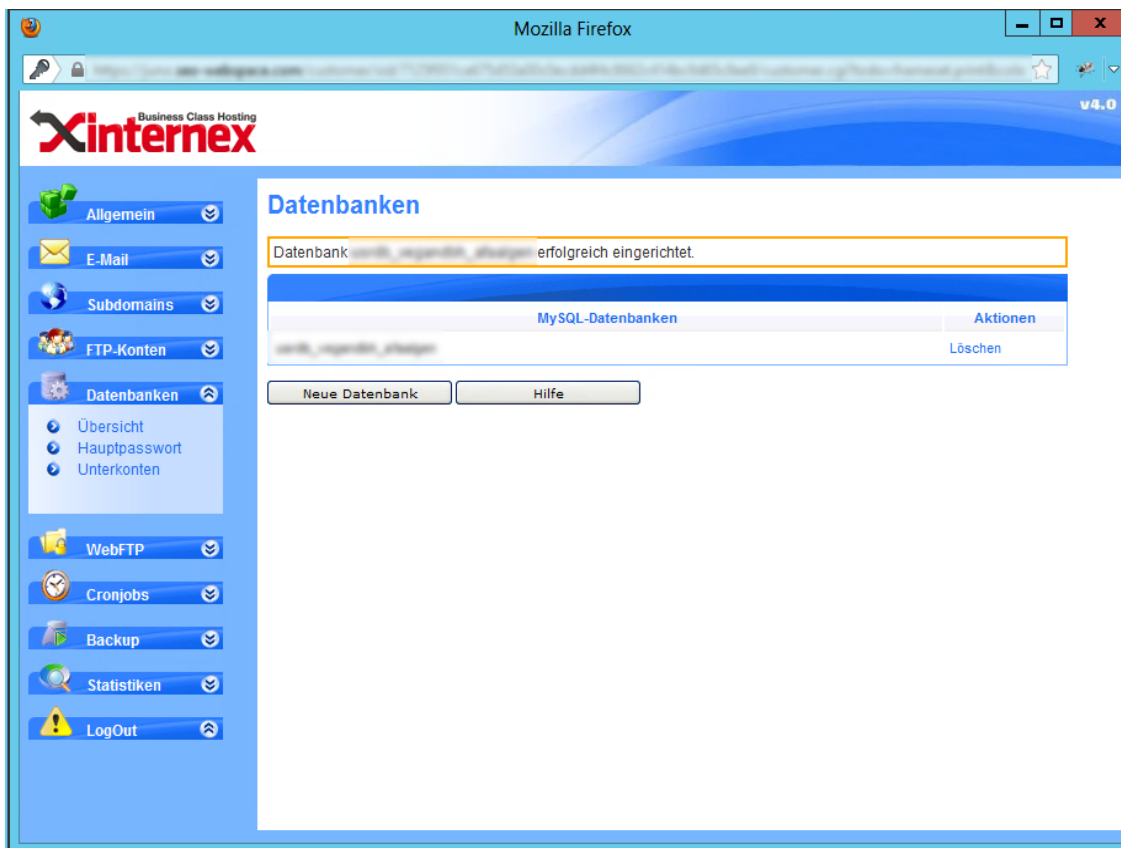 Mozilla Firefox
v4.0
Business Class Hosting
Xinternex
Allgemein
E-Mail
Subdomains
FTP-Konten
Datenbanken
Übersicht
Hauptpasswort
Unterkonten
WebFTP
Cronjobs
Backup
Statistiken
LogOut
Datenbanken
Datenbank erfolgreich eingerichtet.
MySQL-Datenbanken Aktionen
Löschen
Neue Datenbank Hilfe